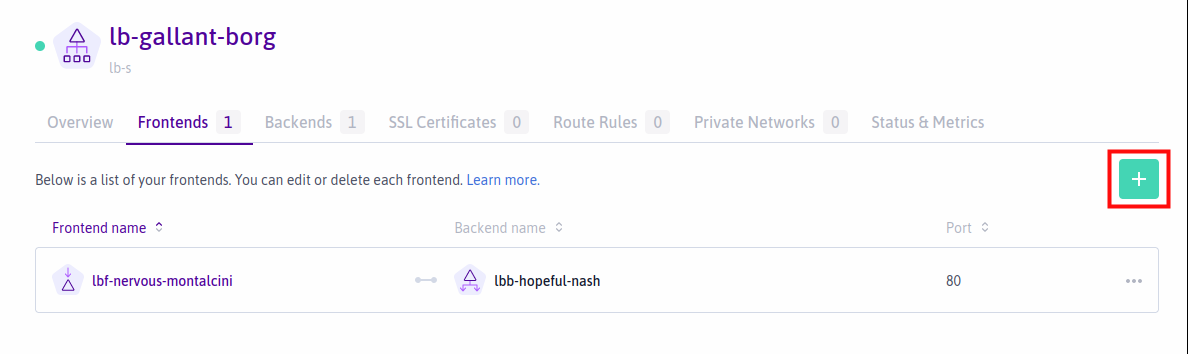 lb-gallant-borg
lb-s
Overview Frontends 1 Backends 1 SSL Certificates 0 Route Rules 0 Private Networks 0 Status & Metrics
Below is a list of your frontends. You can edit or delete each frontend. Learn more.
Frontend name Backend name Port
lbf-nervous-montalcini lbb-hopeful-nash 80